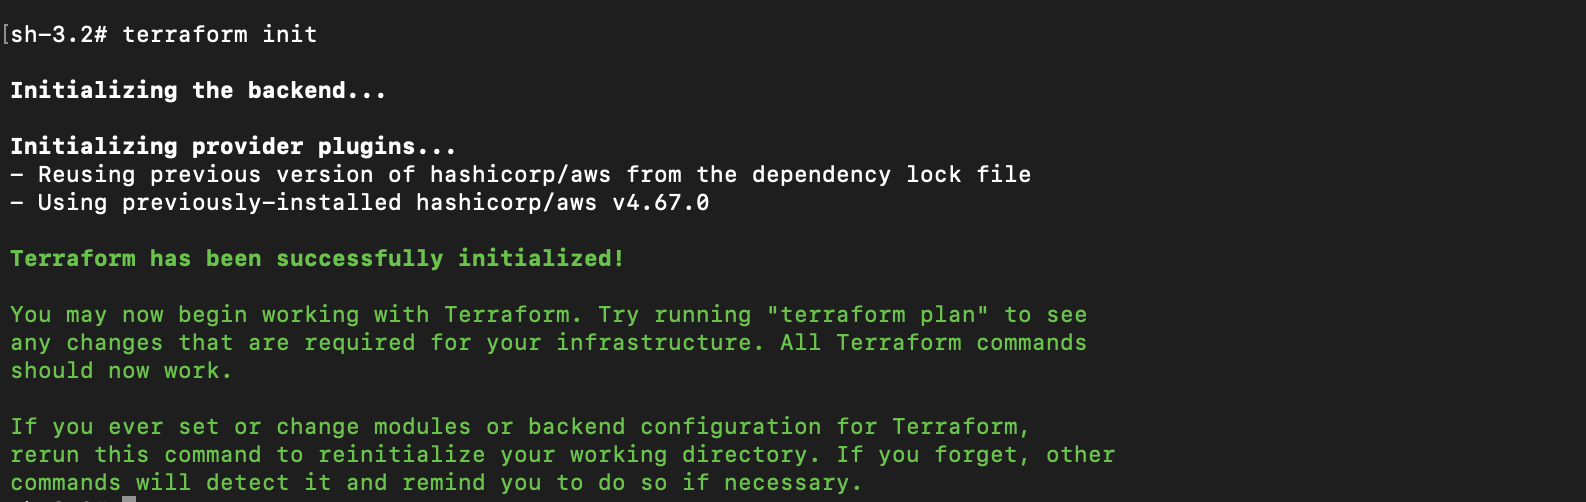 [sh-3.2# terraform init
Initializing the backend...
Initializing provider plugins...
- Reusing previous version of hashicorp/aws from the dependency lock file
- Using previously-installed hashicorp/aws v4.67.0
Terraform has been successfully initialized!
You may now begin working with Terraform. Try running "terraform plan" to see
any changes that are required for your infrastructure. All Terraform commands
should now work.
If you ever set or change modules or backend configuration for Terraform,
rerun this command to reinitialize your working directory. If you forget, other
commands will detect it and remind you to do so if necessary.